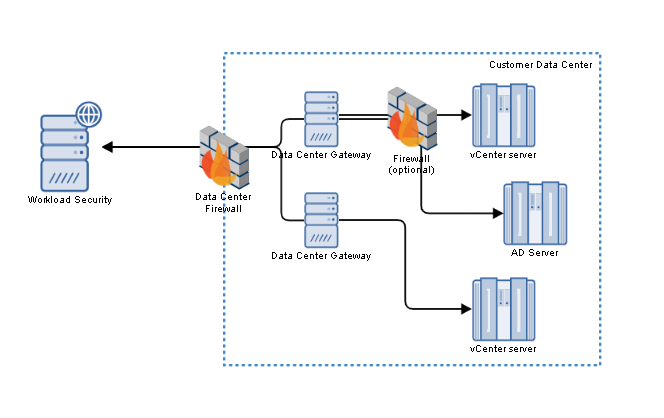 Customer Data Center
Data Center Gateway
Firewall
(optional)
vCenter server
Workload Security
Data Center
Firewall
Data Center Gateway
AD Server
vCenter server